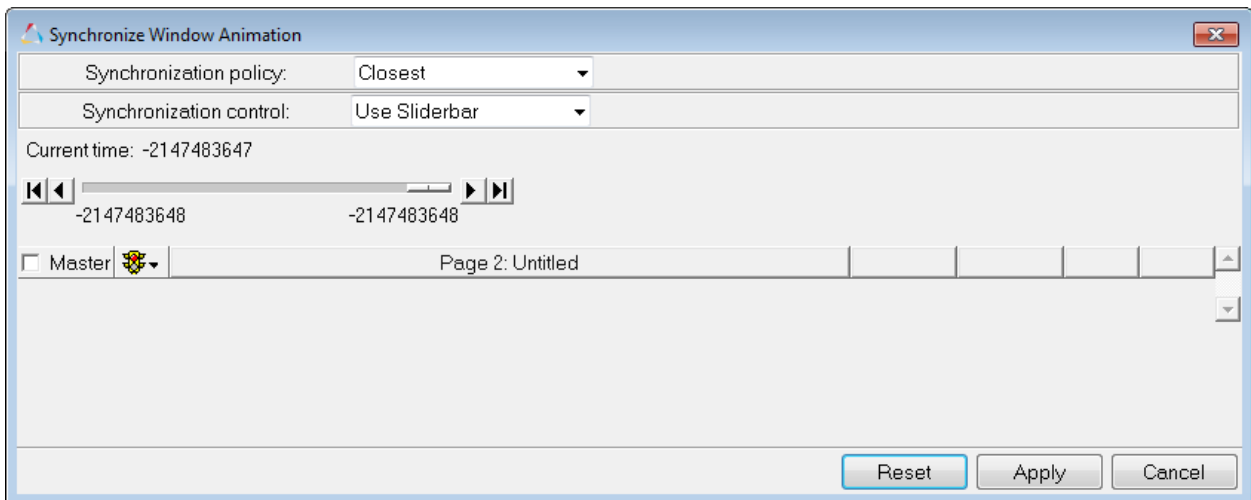 Synchronize Window Animation
Synchronization policy: Closest
Synchronization control: Use Sliderbar
Current time: -2147483647
-2147483648 -2147483648
Master Page 2: Untitled
Reset Apply Cancel